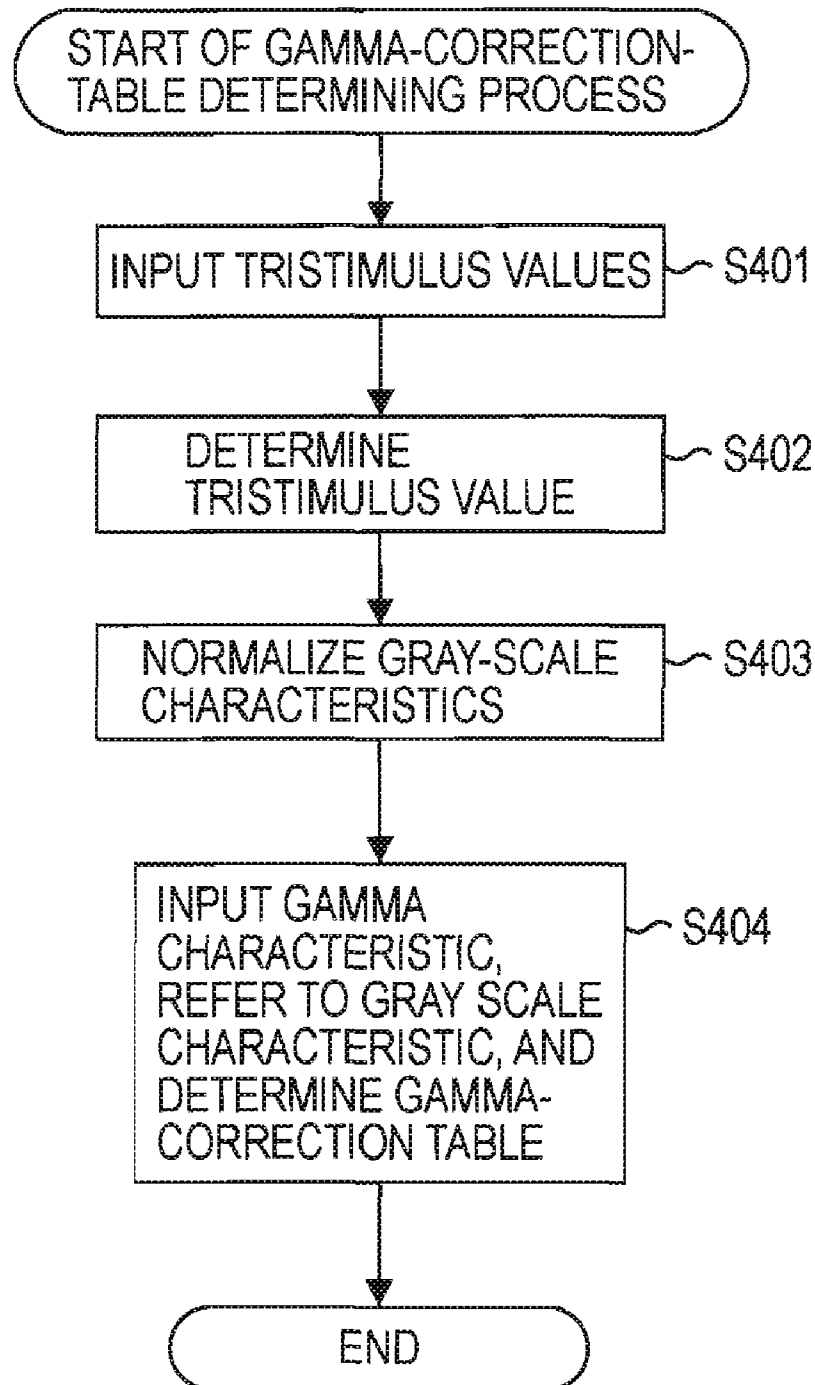 START OF GAMMA-CORRECTION-
TABLE DETERMINING PROCESS
INPUT TRISTIMULUS VALUES
S401
DETERMINE
TRISTIMULUS VALUE
S402
NORMALIZE GRAY-SCALE
CHARACTERISTICS
S403
INPUT GAMMA
CHARACTERISTIC,
REFER TO GRAY SCALE
CHARACTERISTIC, AND
DETERMINE GAMMA-
CORRECTION TABLE
S404
END